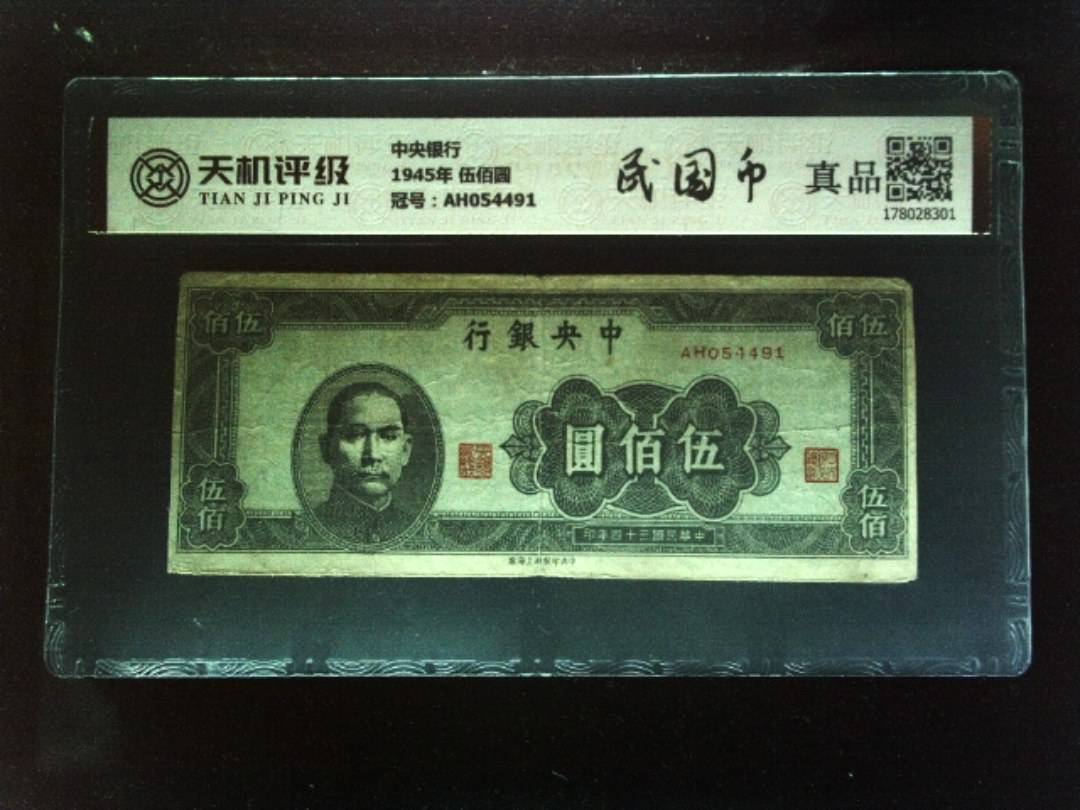 天机评级
TIAN JI PING JI
中央银行
1945年 伍佰圓
冠号：AH054491
民国币
真品
178028301
佰伍
行銀央中
佰伍
AH054491
圓佰伍
伍佰
印年四十三國民華中
伍佰